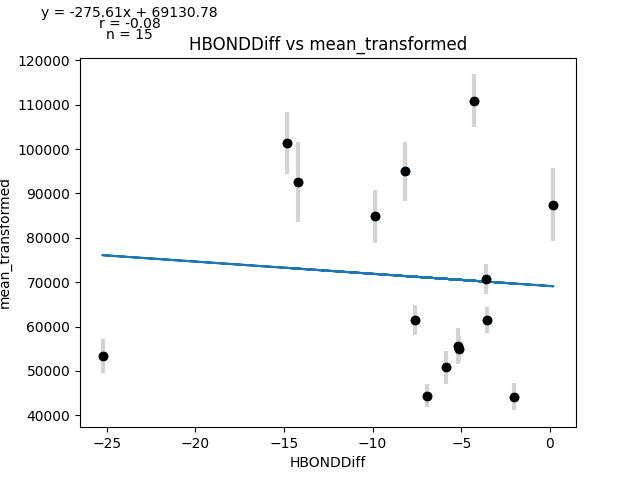 y = -275.61x + 69130.78
r = -0.08
n = 15
HBONDDiff vs mean_transformed
120000
110000
100000
90000
80000
70000
60000
50000
40000
mean_transformed
−25
−20
−15
−10
−5
0
HBONDDiff